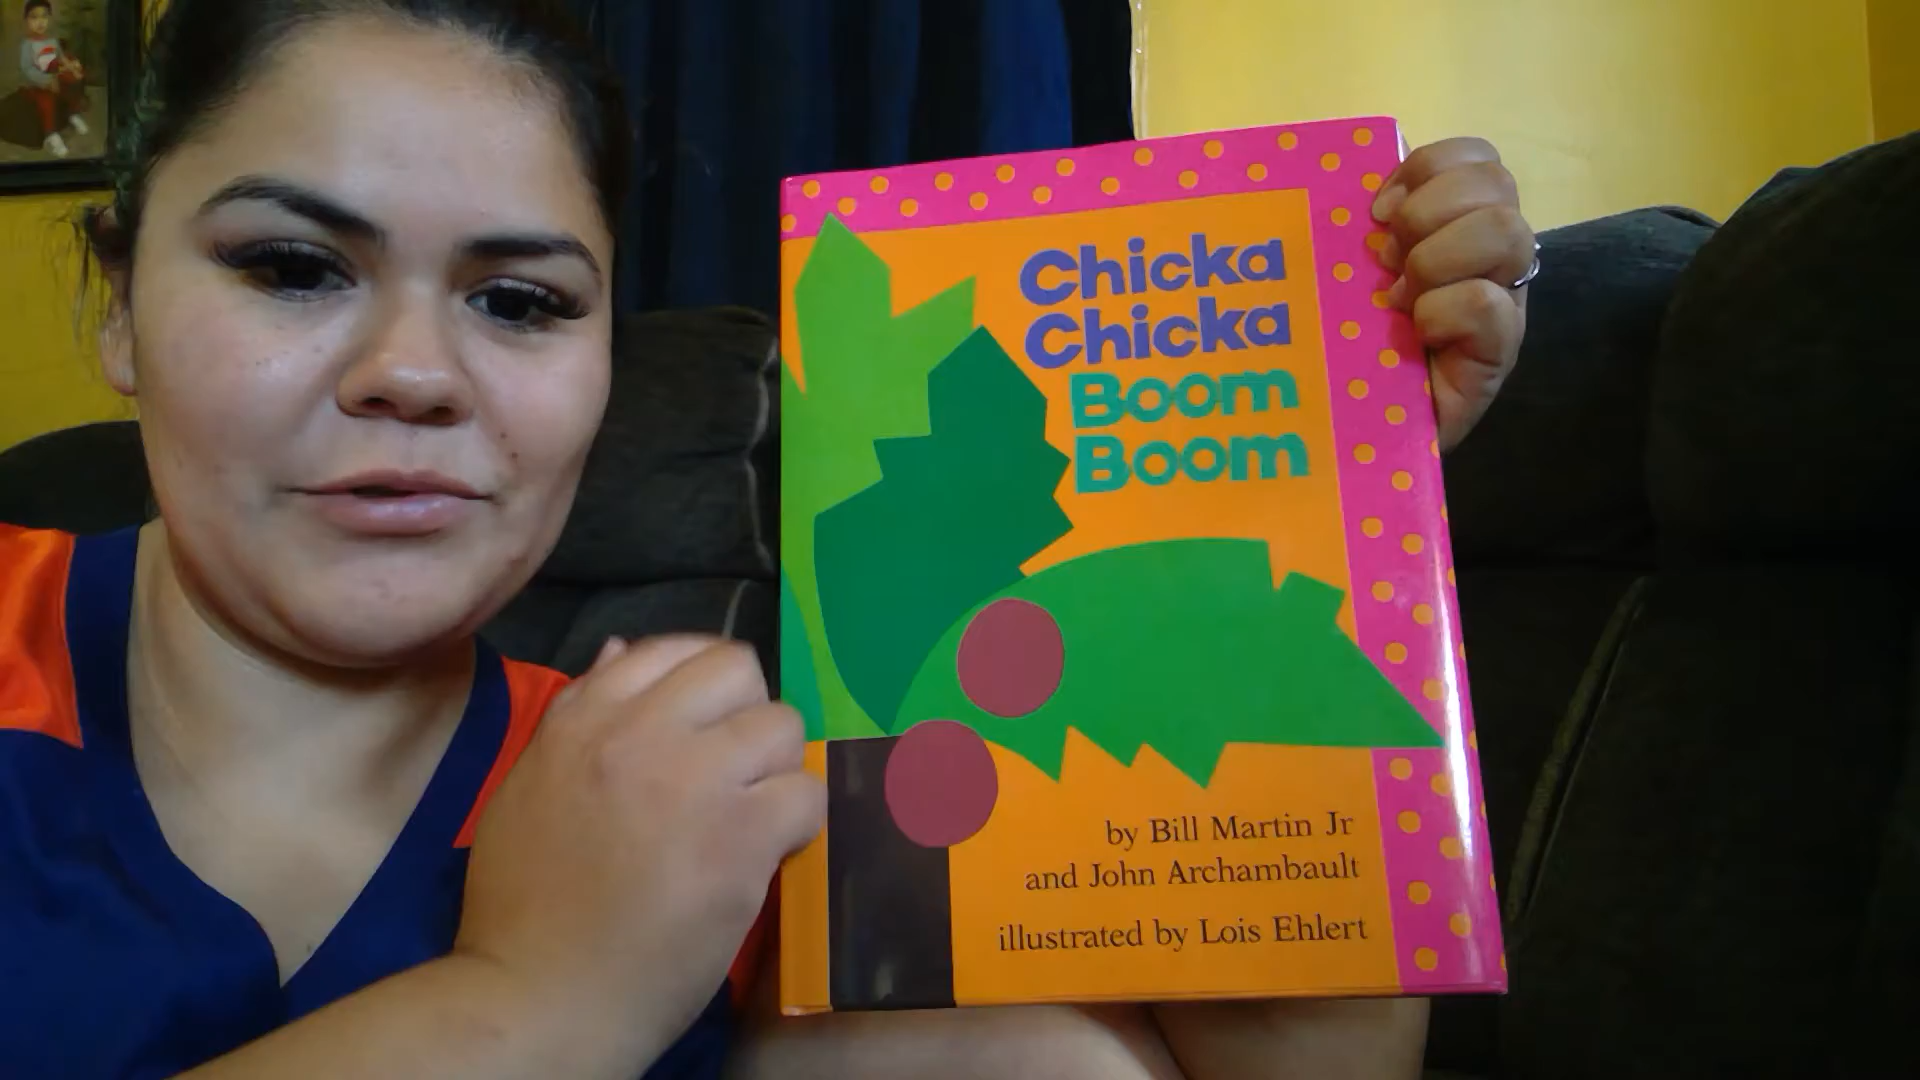 Chicka
Chicka
Boom
Boom
by Bill Martin Jr
and John Archambault
illustrated by Lois Ehlert